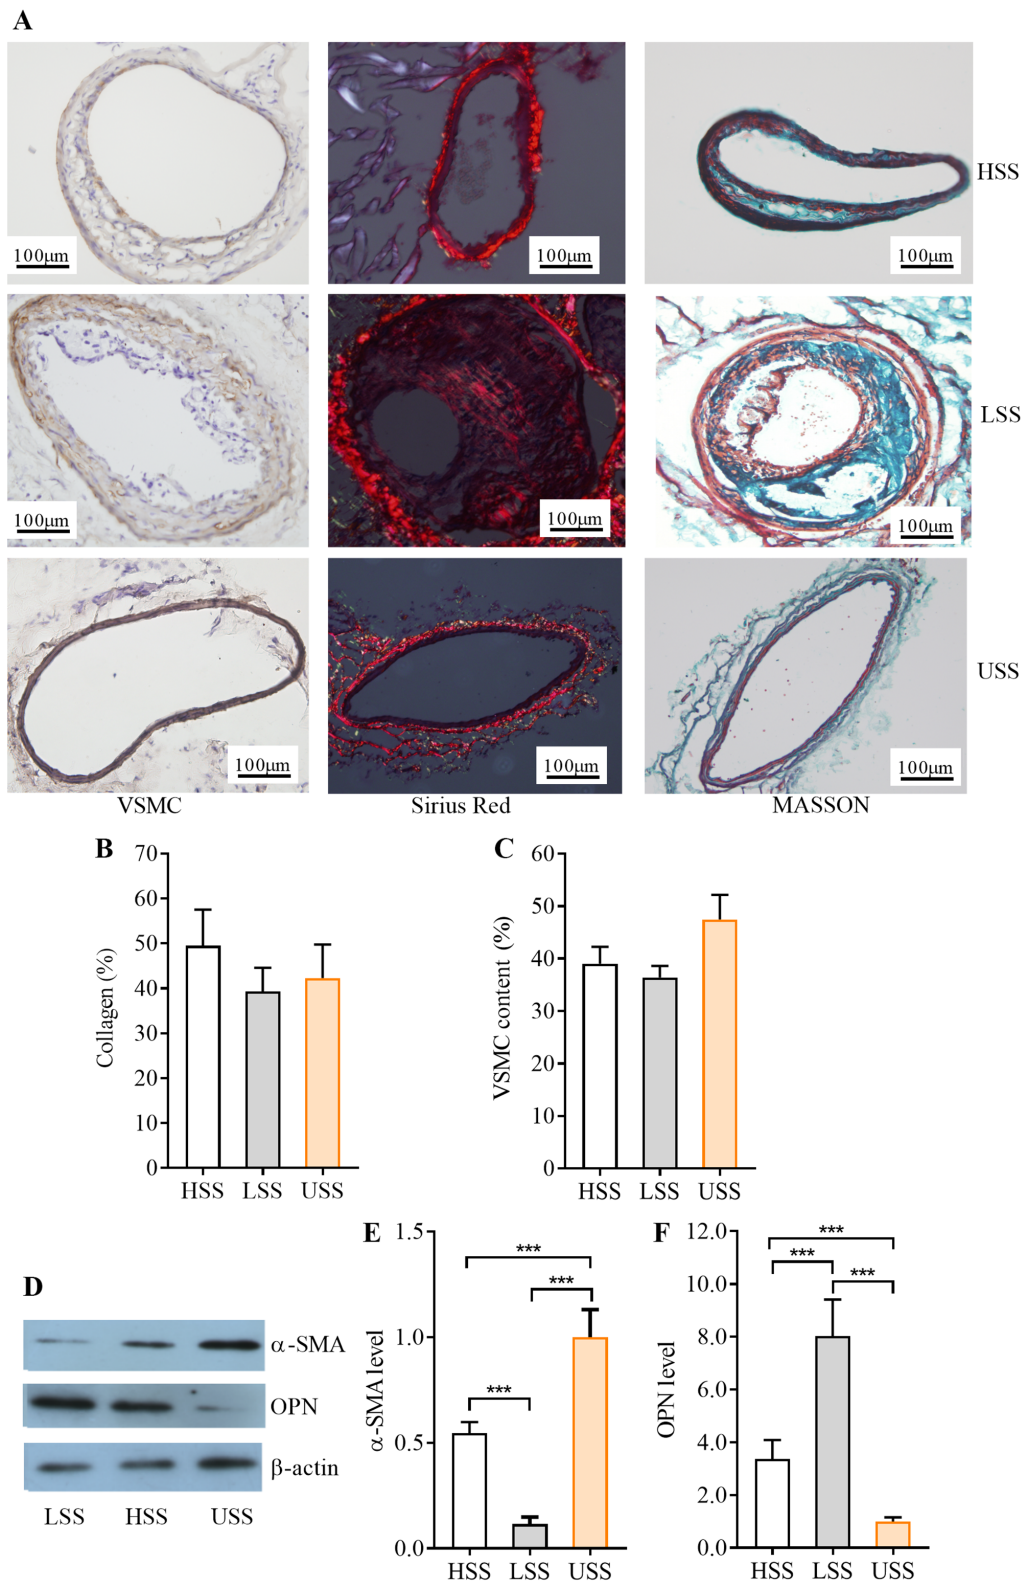 A
100μm
100μm
100μm
HSS
100μm
100μm
100μm
LSS
100μm
100μm
100μm
USS
VSMC
Sirius Red
MASSON
B
Collagen (%)
70
60
50
40
30
20
10
0
HSS LSS USS
C
VSMC content (%)
60
50
40
30
20
10
0
HSS LSS USS
D
α-SMA
OPN
β-actin
LSS HSS USS
E
α-SMA level
1.5
1.0
0.5
0.0
***
***
***
HSS LSS USS
F
OPN level
12.0
10.0
8.0
6.0
4.0
2.0
0.0
***
***
***
HSS LSS USS